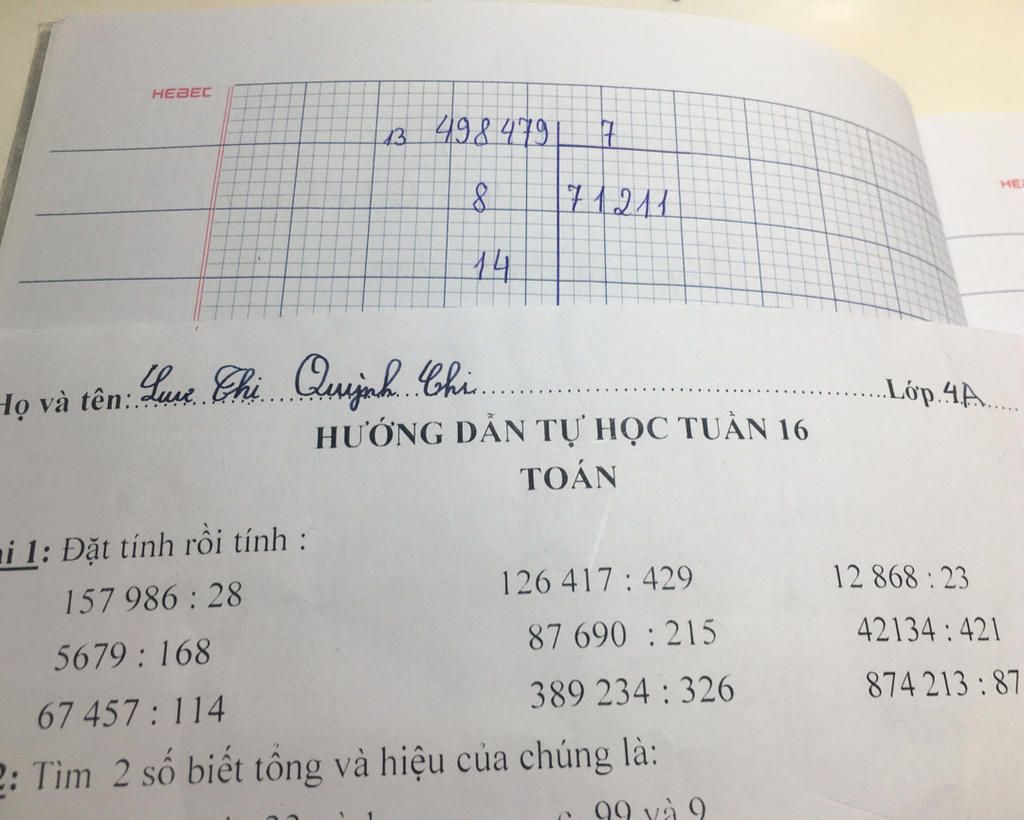 HEBEC
13 498 479 7
8 71211
14
HE
Họ và tên: Lưu Thị Quỳnh Chi Lớp 4A
HƯỚNG DẪN TỰ HỌC TUẦN 16
TOÁN
i 1: Đặt tính rồi tính :
157 986 : 28 126 417 : 429 12 868 : 23
5679 : 168 87 690 : 215 42134 : 421
67 457 : 114 389 234 : 326 874 213 : 87
2: Tìm 2 số biết tổng và hiệu của chúng là:
99 và 9